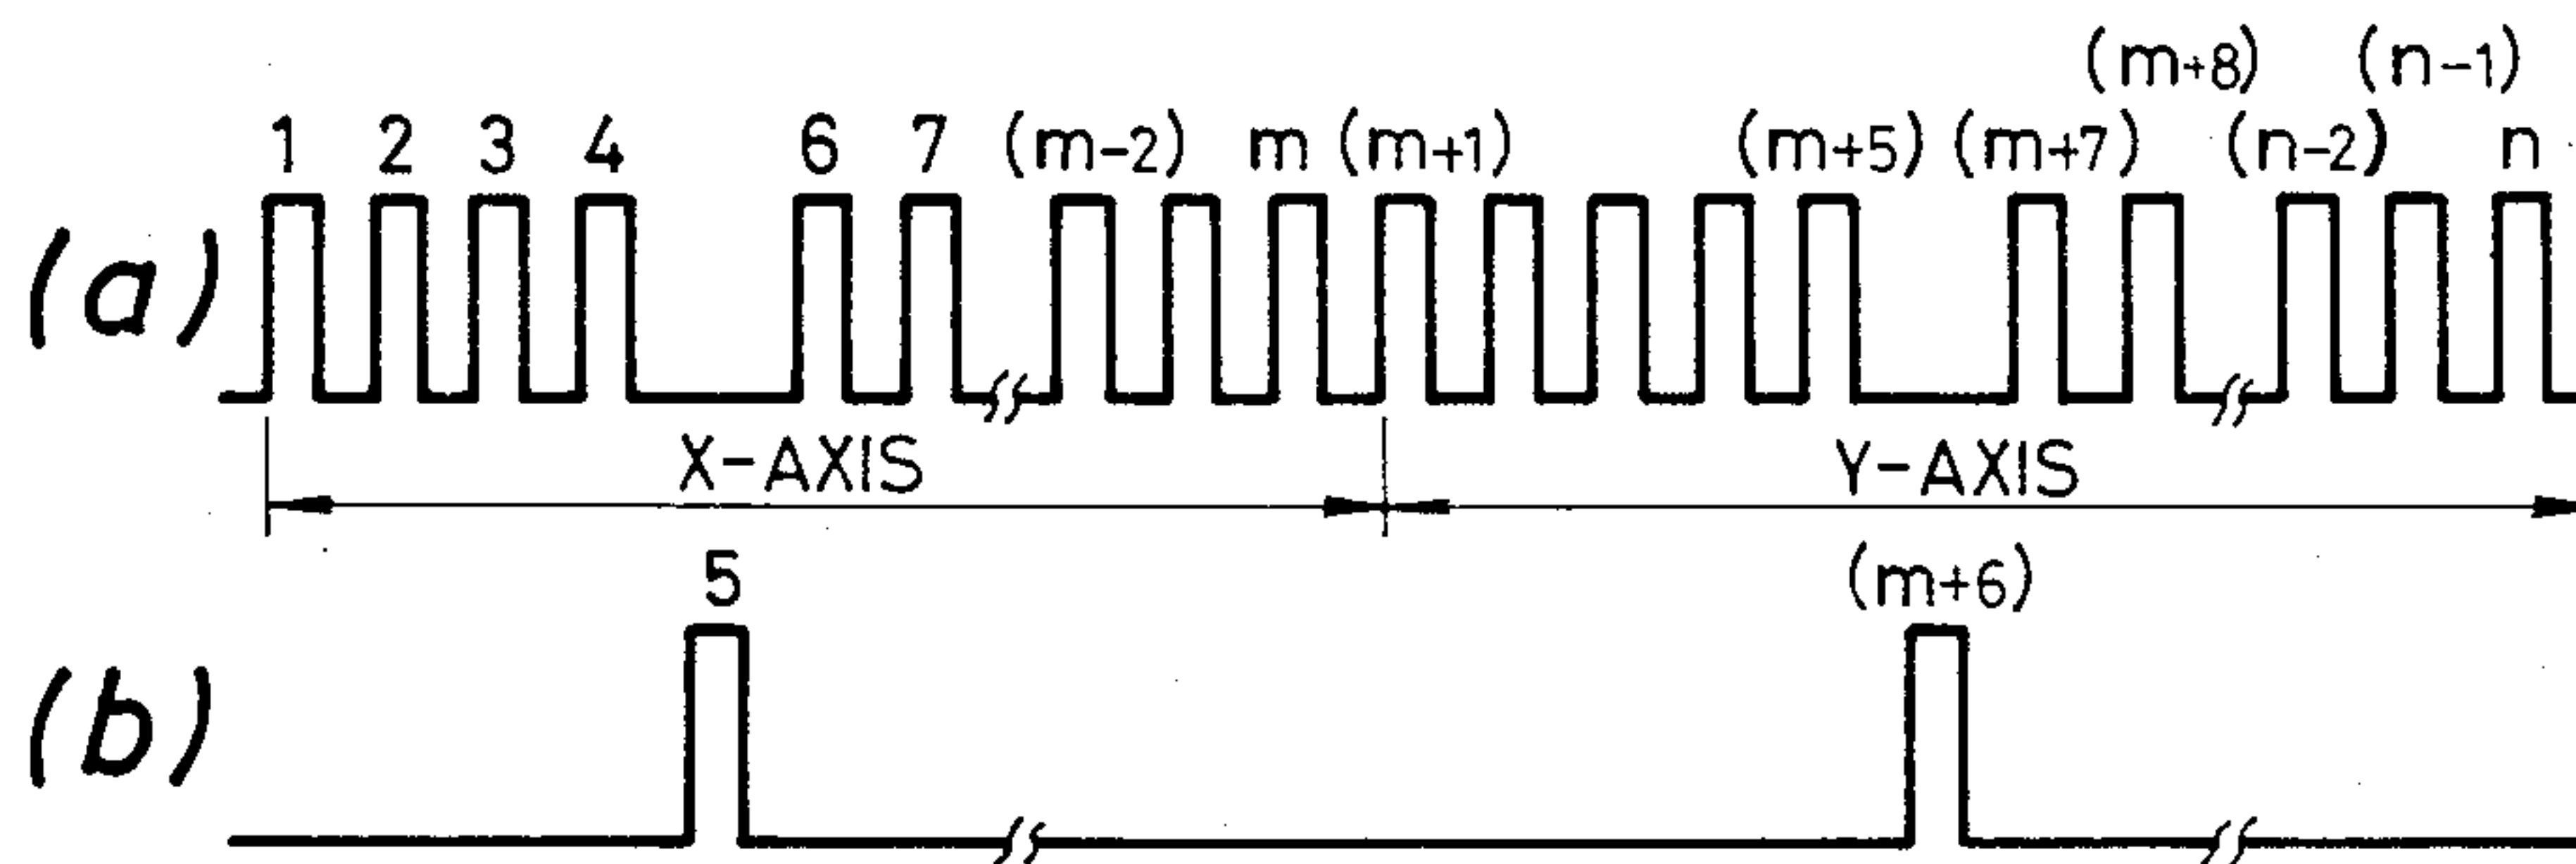 (m+8) (n-1)
1 2 3 4 6 7 (m-2) m (m+1) (m+5) (m+7) (n-2) n
(a)
X-AXIS Y-AXIS
5 (m+6)
(b)